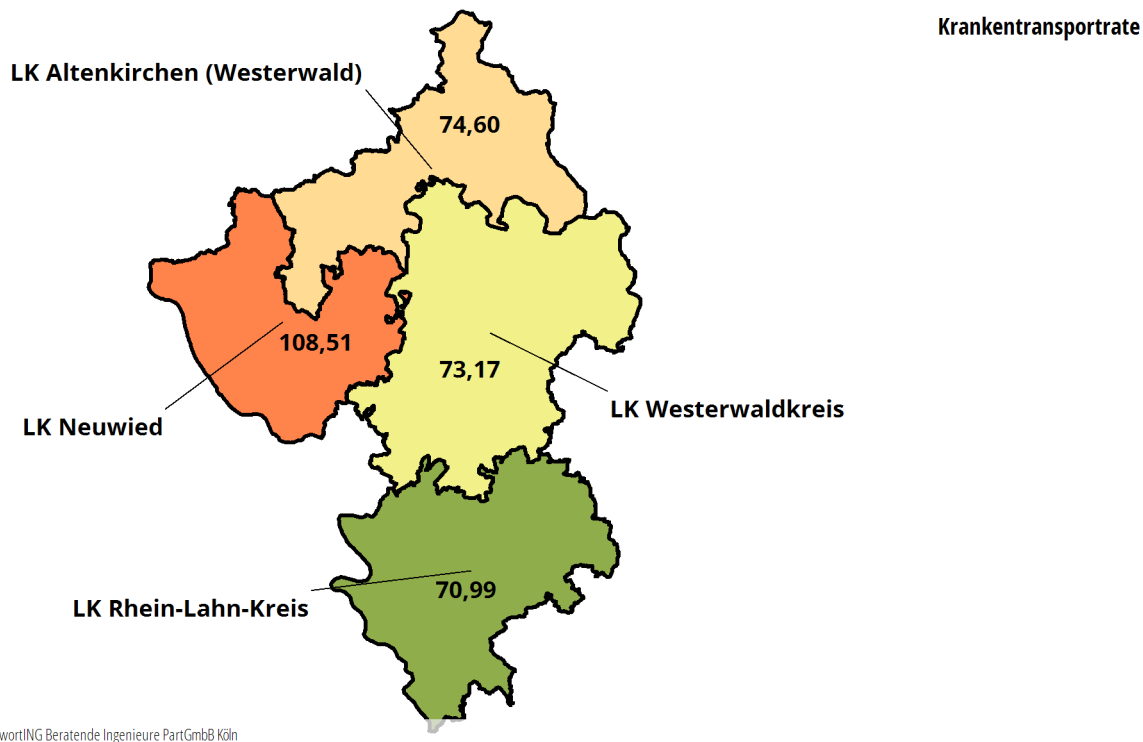 Krankentransportrate
LK Altenkirchen (Westerwald)
74,60
108,51
73,17
LK Westerwaldkreis
LK Neuwied
70,99
LK Rhein-Lahn-Kreis
wortING Beratende Ingenieure PartGmbB Köln